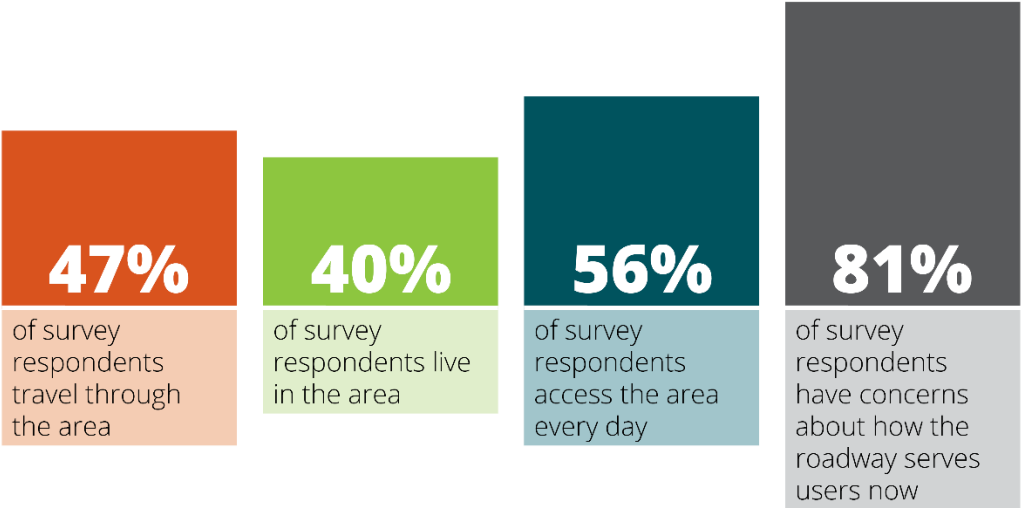 47%
of survey
respondents
travel through
the area
40%
of survey
respondents live
in the area
56%
of survey
respondents
access the area
every day
81%
of survey
respondents
have concerns
about how the
roadway serves
users now